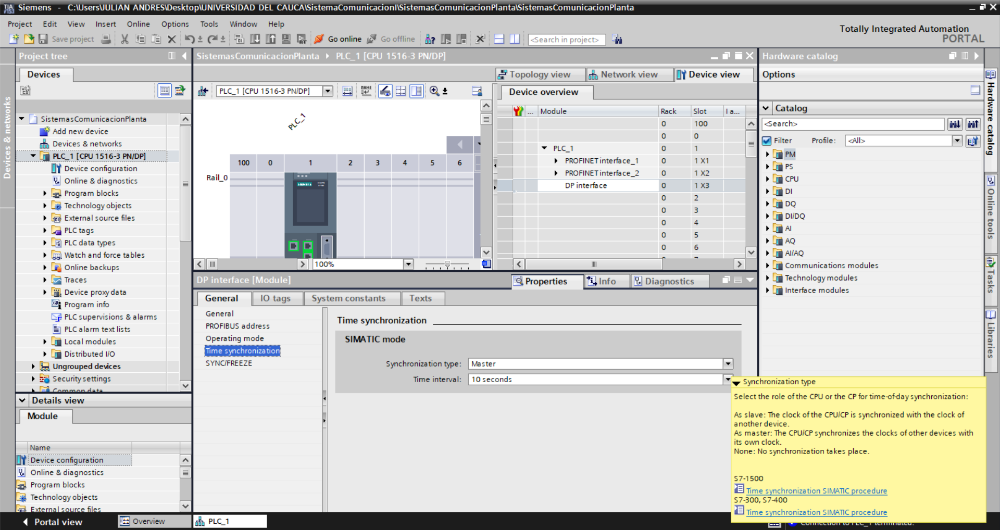 Siemens - C:\Users\JULIAN ANDRES\Desktop\UNIVERSIDAD DEL CAUCA\SistemaComunicacionI\SistemasComunicacionPlanta\SistemasComunicacionPlanta
Project Edit View Insert Online Options Tools Window Help
Totally Integrated Automation
PORTAL
Save project
Go online
Go offline
<Search in project>
Project tree
Devices
Devices & networks
SistemasComunicacionPlanta
Add new device
Devices & networks
PLC_1 [CPU 1516-3 PN/DP]
Device configuration
Online & diagnostics
Program blocks
Technology objects
External source files
PLC tags
PLC data types
Watch and force tables
Online backups
Traces
Device proxy data
Program info
PLC supervisions & alarms
PLC alarm text lists
Local modules
Distributed I/O
Ungrouped devices
Security settings
Common data
Details view
Module
Name
Device configuration
Online & diagnostics
Program blocks
Technology objects
External source files
SistemasComunicacionPlanta PLC_1 [CPU 1516-3 PN/DP]
Topology view
Network view
Device view
PLC_1 [CPU 1516-3 PN/DP]
NAME
PLC_1
100 0 1 2 3 4 5 6
Rail_0
SIEMENS
100%
Device overview
... Module Rack Slot I a...
0 100
0 0
PLC_1 0 1
PROFINET interface_1 0 1 X1
PROFINET interface_2 0 1 X2
DP interface 0 1 X3
0 2
0 3
0 4
0 5
0 6
DP interface [Module]
Properties
Info
Diagnostics
General
IO tags
System constants
Texts
General
PROFIBUS address
Operating mode
Time synchronization
SYNC/FREEZE
Time synchronization
SIMATIC mode
Synchronization type: Master
Time interval: 10 seconds
Hardware catalog
Options
Catalog
<Search>
Filter Profile: <All>
PM
PS
CPU
DI
DQ
DI/DQ
AI
AQ
AI/AQ
Communications modules
Technology modules
Interface modules
Hardware catalog
Online tools
Tasks
Libraries
Synchronization type
Select the role of the CPU or the CP for time-of-day synchronization:
As slave: The clock of the CPU/CP is synchronized with the clock of
another device.
As master: The CPU/CP synchronizes the clocks of other devices with
its own clock.
None: No synchronization takes place.
S7-1500
Time synchronization SIMATIC procedure
S7-300, S7-400
Time synchronization SIMATIC procedure
Portal view
Overview
PLC_1
Connection to PLC_1 terminated.